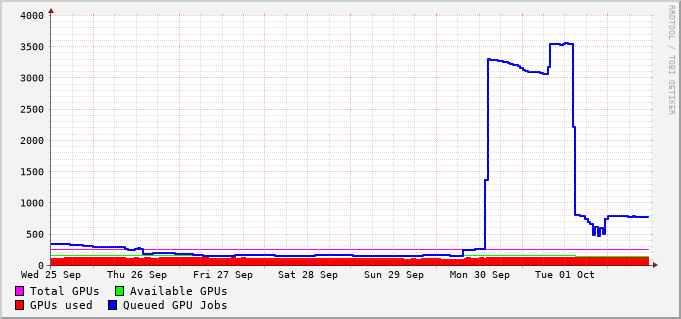 4000
3500
3000
2500
2000
1500
1000
500
0
Wed 25 Sep Thu 26 Sep Fri 27 Sep Sat 28 Sep Sun 29 Sep Mon 30 Sep Tue 01 Oct
Total GPUs Available GPUs
GPUs used Queued GPU Jobs
RRDTOOL / TOBI OETIKER